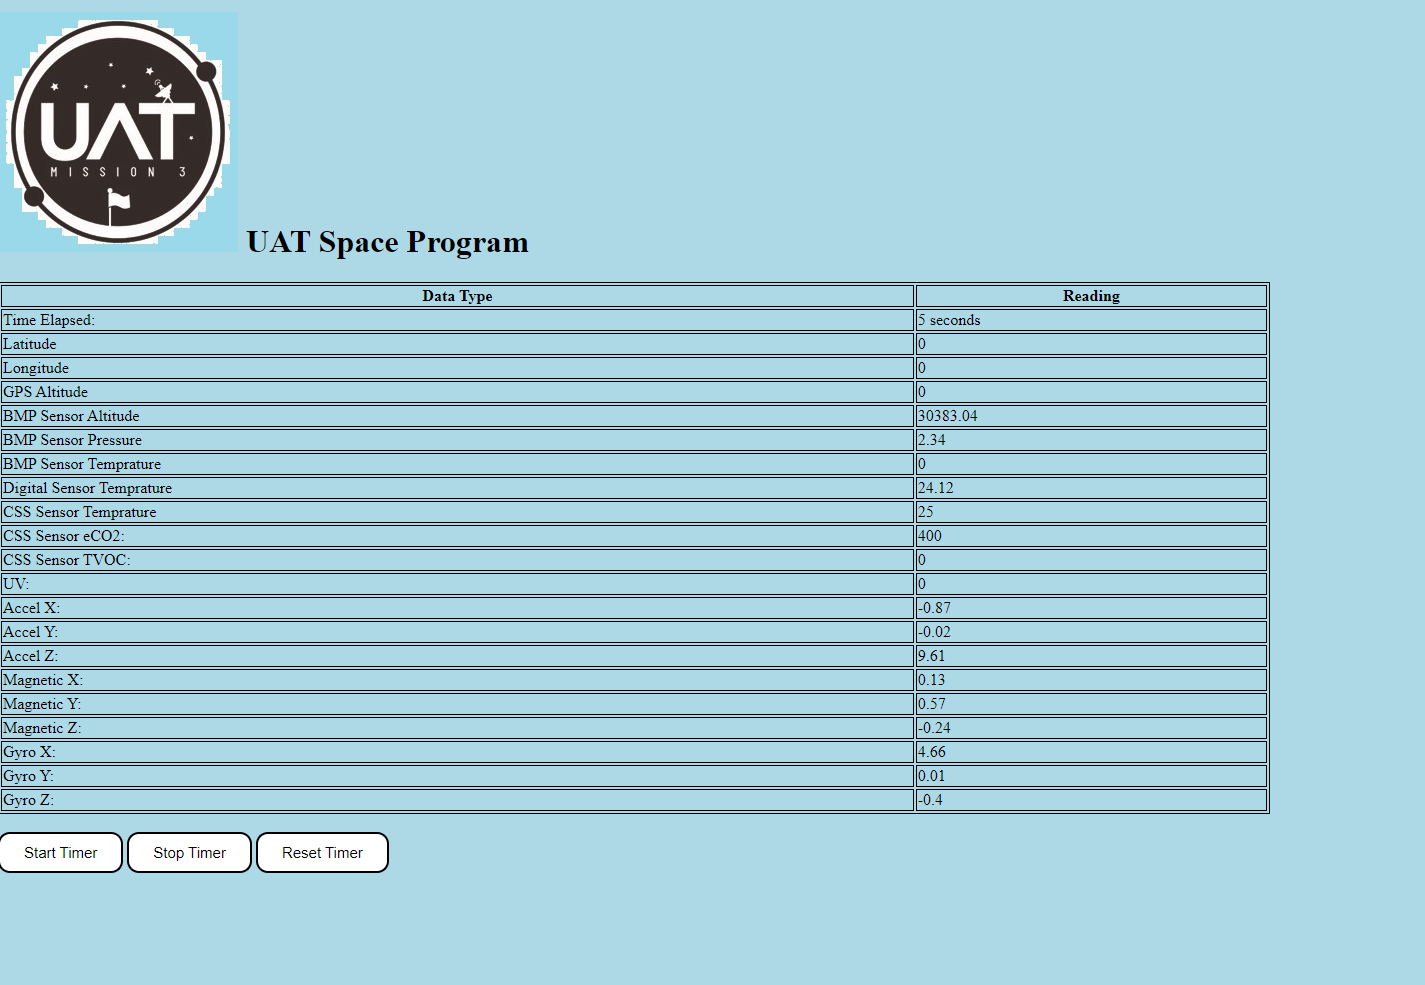 UAT
MISSION 3
UAT Space Program
Data Type Reading
Time Elapsed: 5 seconds
Latitude 0
Longitude 0
GPS Altitude 0
BMP Sensor Altitude 30383.04
BMP Sensor Pressure 2.34
BMP Sensor Temprature 0
Digital Sensor Temprature 24.12
CSS Sensor Temprature 25
CSS Sensor eCO2: 400
CSS Sensor TVOC: 0
UV: 0
Accel X: -0.87
Accel Y: -0.02
Accel Z: 9.61
Magnetic X: 0.13
Magnetic Y: 0.57
Magnetic Z: -0.24
Gyro X: 4.66
Gyro Y: 0.01
Gyro Z: -0.4
Start Timer Stop Timer Reset Timer